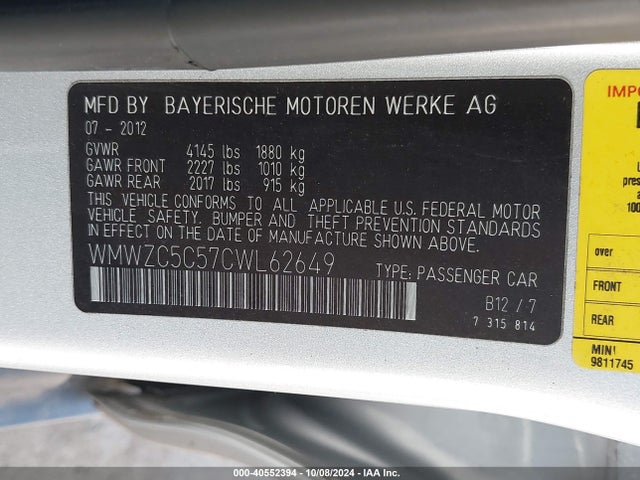 MFD BY BAYERISCHE MOTOREN WERKE AG
07 - 2012
GVWR 4145 lbs 1880 kg
GAWR FRONT 2227 lbs 1010 kg
GAWR REAR 2017 lbs 915 kg
THIS VEHICLE CONFORMS TO ALL APPLICABLE U.S. FEDERAL MOTOR
VEHICLE SAFETY, BUMPER AND THEFT PREVENTION STANDARDS
IN EFFECT ON THE DATE OF MANUFACTURE SHOWN ABOVE.
WMWZC5C57CWL62649 TYPE: PASSENGER CAR
B12 / 7
7 315 814
over
FRONT
REAR
MINI
9811745
000-40552394 - 10/08/2024 - IAA Inc.